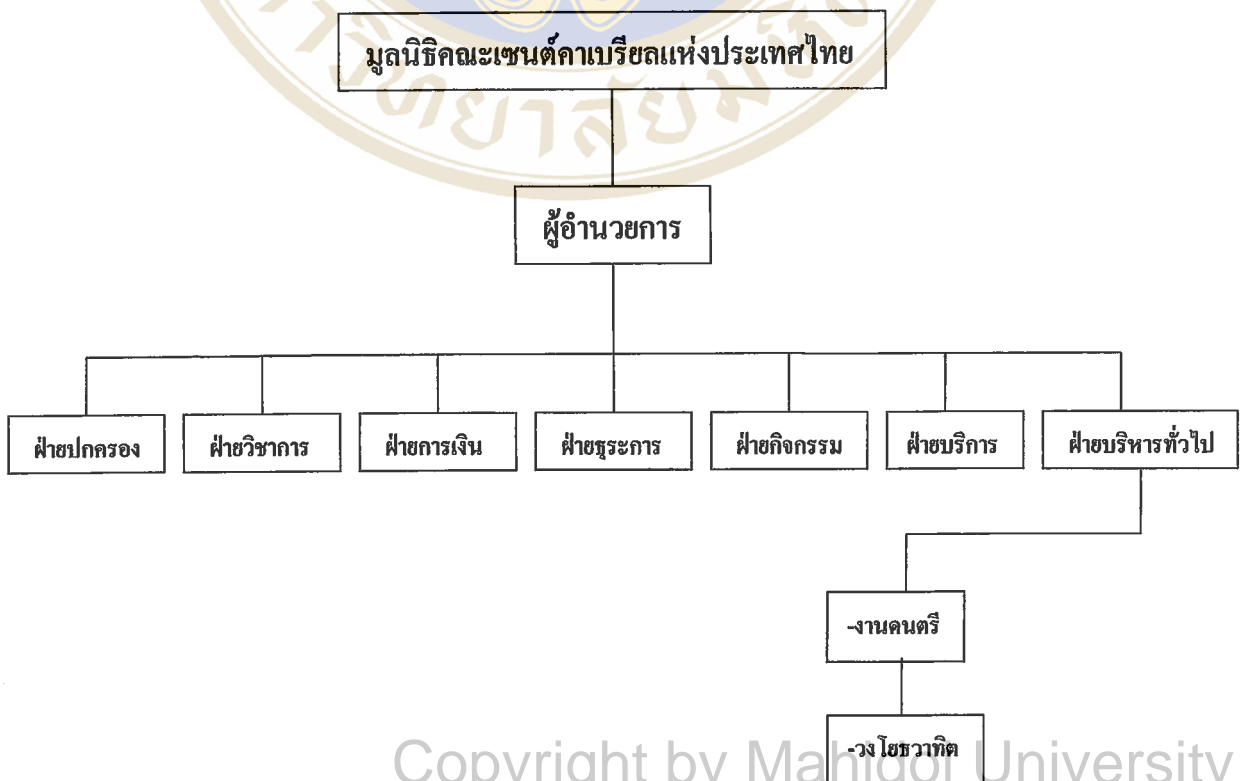 มูลนิธิคณะเซนต์คาเบรียลแห่งประเทศไทย
ผู้อำนวยการ
ฝ่ายปกครอง
ฝ่ายวิชาการ
ฝ่ายการเงิน
ฝ่ายธุระการ
ฝ่ายกิจกรรม
ฝ่ายบริการ
ฝ่ายบริหารทั่วไป
-งานดนตรี
-วงโยธวาทิต
Copyright by Mahidol University